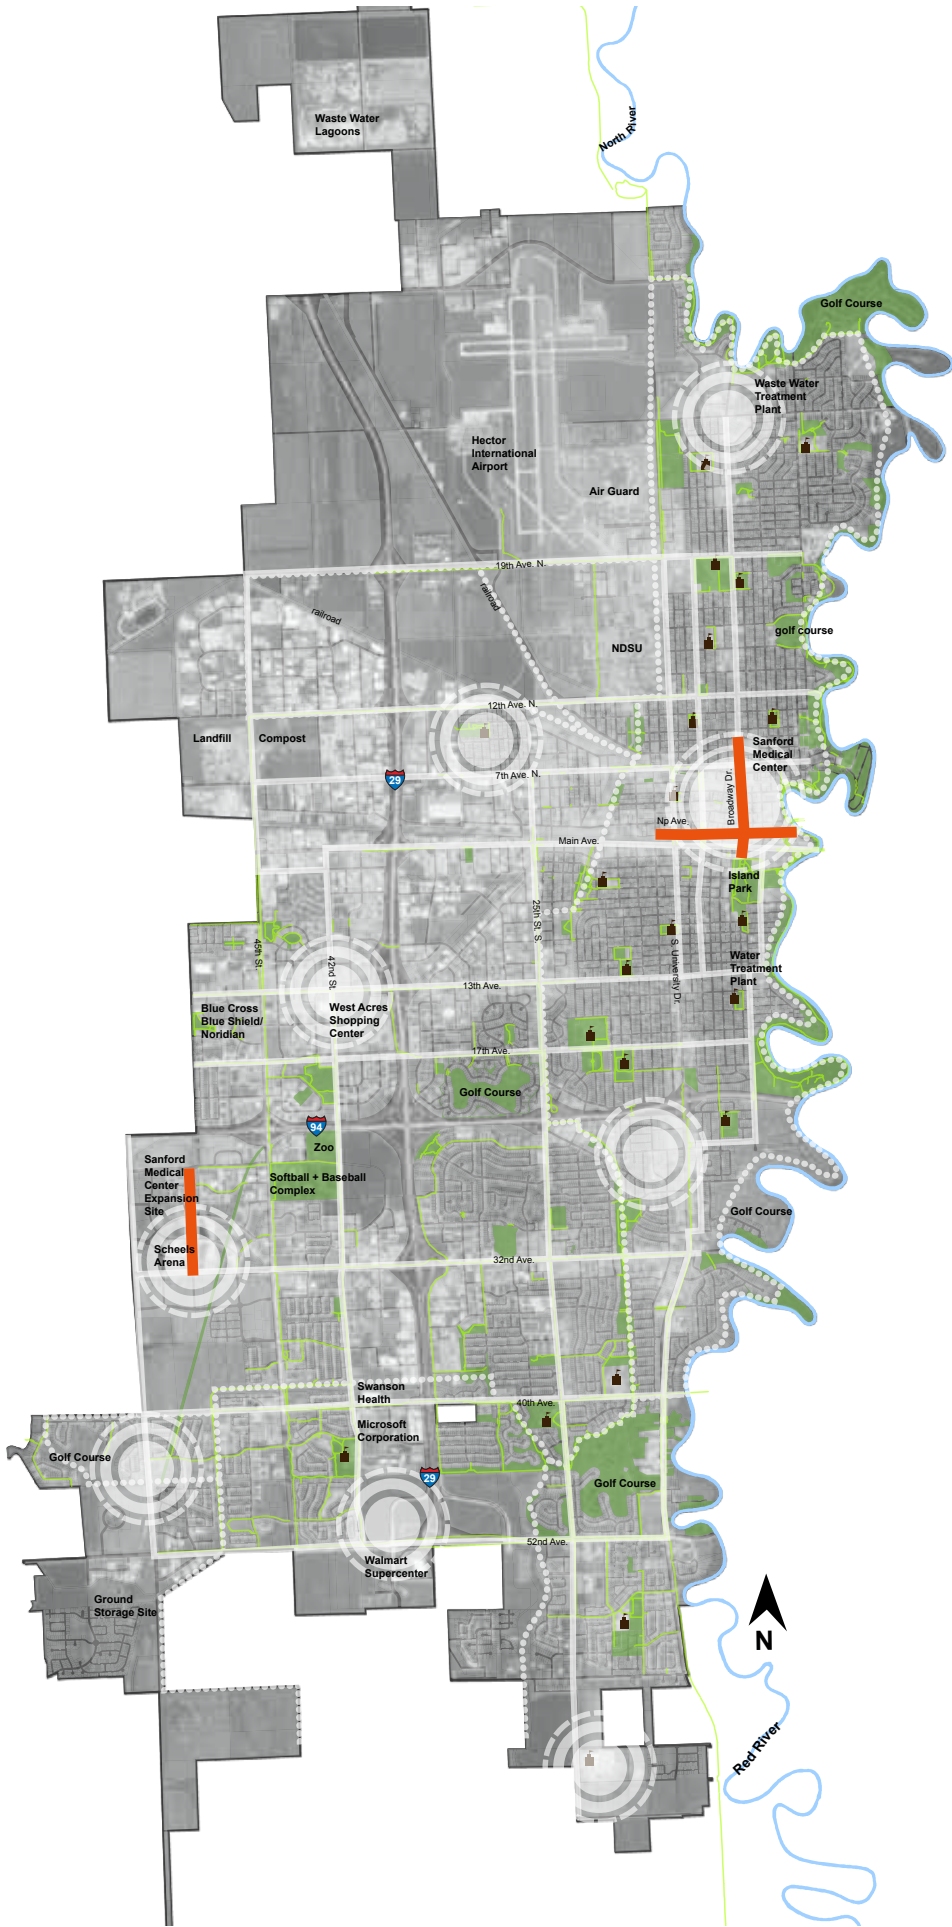 Waste Water
Lagoons
North River
Golf Course
Waste Water
Treatment
Plant
Hector
International
Airport
Air Guard
19th Ave. N.
railroad
railroad
golf course
NDSU
12th Ave. N.
Landfill
Compost
Sanford
Medical
Center
29
7th Ave. N.
Broadway Dr.
Np Ave.
Main Ave.
Island
Park
25th St. S.
45th St.
42nd St.
S. University Dr.
Water
Treatment
Plant
13th Ave.
Blue Cross
Blue Shield/
Noridian
West Acres
Shopping
Center
17th Ave.
Golf Course
94
Zoo
Sanford
Medical
Center
Expansion
Site
Softball + Baseball
Complex
Golf Course
Scheels
Arena
32nd Ave.
Swanson
Health
40th Ave.
Microsoft
Corporation
Golf Course
29
Golf Course
52nd Ave.
Walmart
Supercenter
Ground
Storage Site
N
Red River